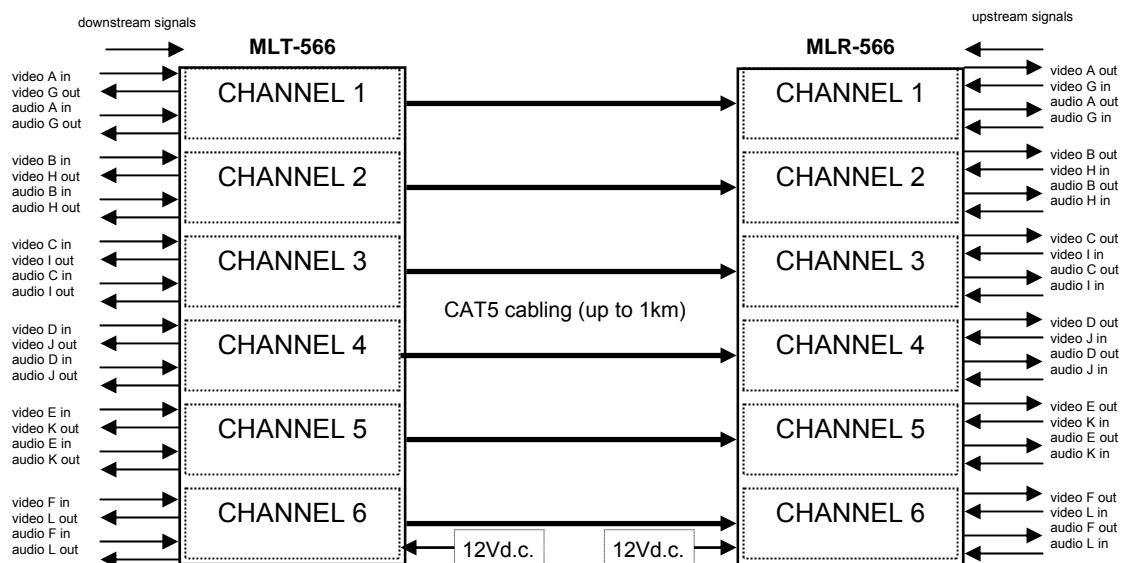 downstream signals
upstream signals
MLT-566
MLR-566
video A in
video G out
audio A in
audio G out
CHANNEL 1
CHANNEL 1
video A out
video G in
audio A out
audio G in
video B in
video H out
audio B in
audio H out
CHANNEL 2
CHANNEL 2
video B out
video H in
audio B out
audio H in
video C in
video I out
audio C in
audio I out
CHANNEL 3
CHANNEL 3
video C out
video I in
audio C out
audio I in
CAT5 cabling (up to 1km)
video D in
video J out
audio D in
audio J out
CHANNEL 4
CHANNEL 4
video D out
video J in
audio D out
audio J in
video E in
video K out
audio E in
audio K out
CHANNEL 5
CHANNEL 5
video E out
video K in
audio E out
audio K in
video F in
video L out
audio F in
audio L out
CHANNEL 6
CHANNEL 6
video F out
video L in
audio F out
audio L in
12Vd.c.
12Vd.c.